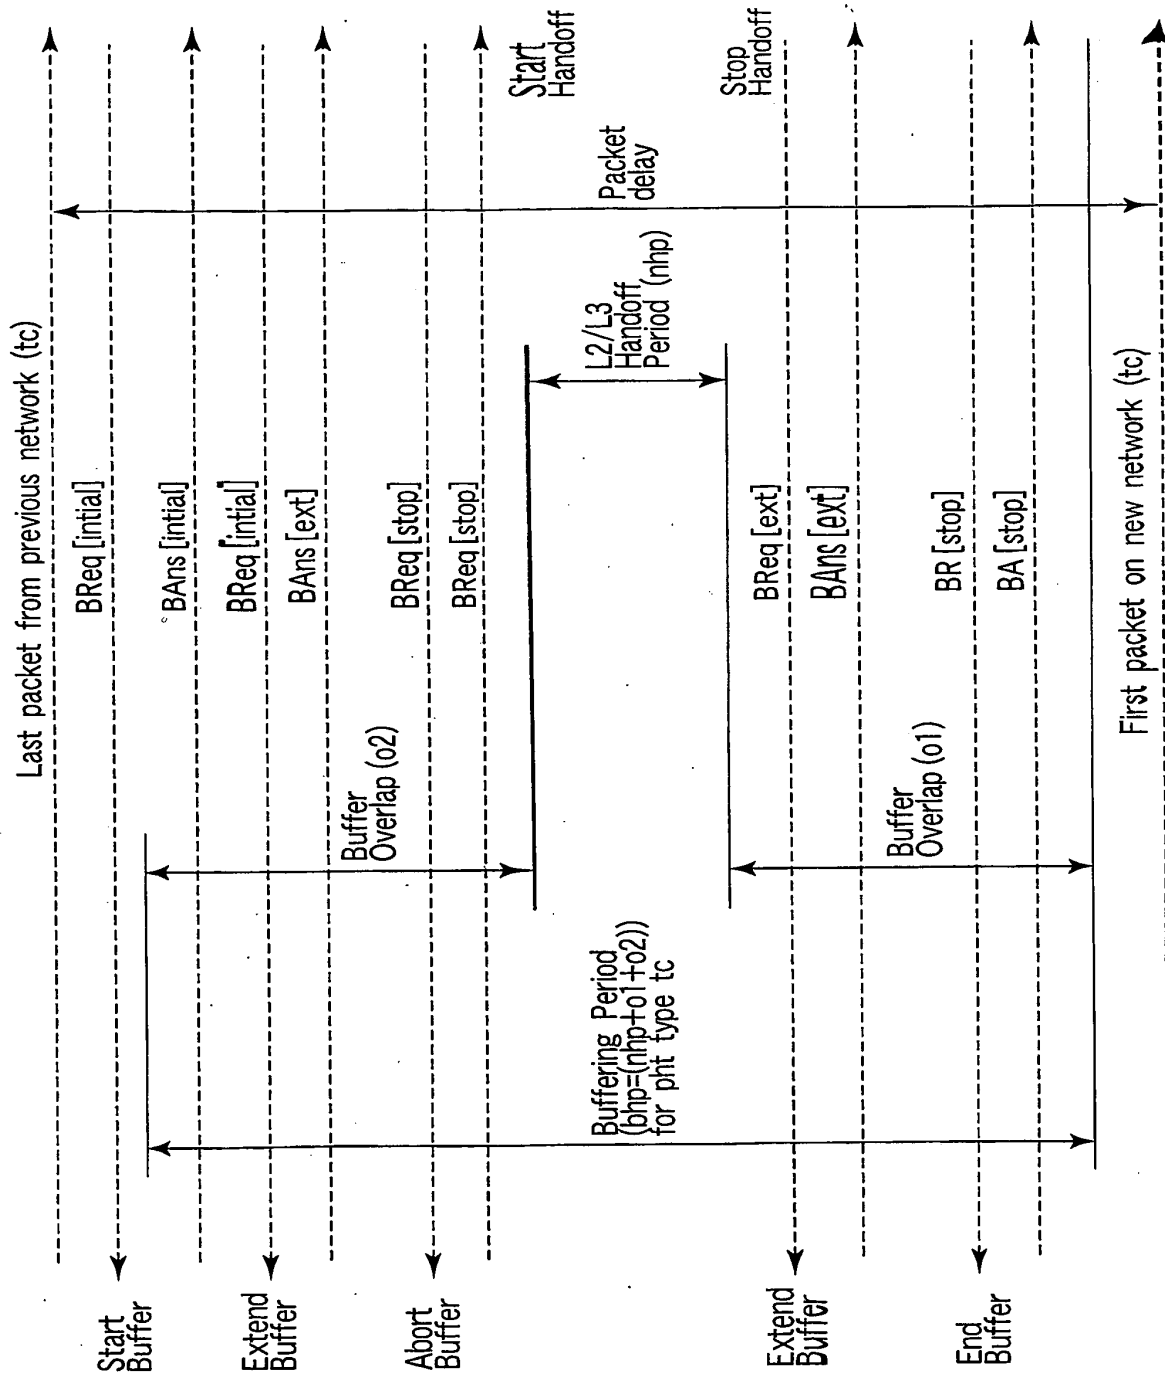 Last packet from previous network (tc)
BReq [intial]
Start
Buffer
BAns [intial]
BReq [intial]
Extend
Buffer
BAns [ext]
Buffer
Overlap (o2)
BReq [stop]
Abort
Buffer
BReq [stop]
Start
Handoff
L2/L3
Handoff
Period (nhp)
Packet
delay
Buffering Period
(bhp=(nhp+o1+o2))
for pht type tc
Stop
Handoff
BReq [ext]
Extend
Buffer
BAns [ext]
Buffer
Overlap (o1)
BR [stop]
End
Buffer
BA [stop]
First packet on new network (tc)